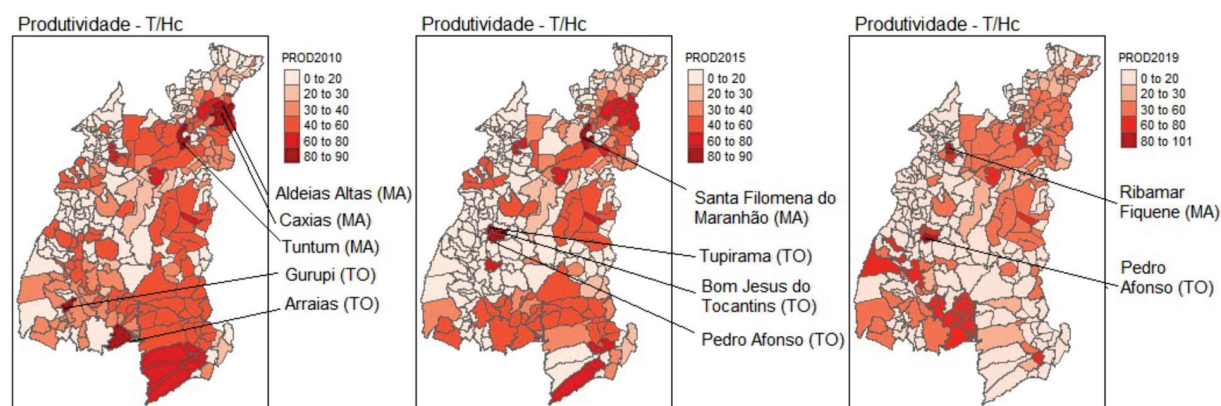 Produtividade - T/Hc
PROD2010
0 to 20
20 to 30
30 to 40
40 to 60
60 to 80
80 to 90
Aldeias Altas (MA)
Caxias (MA)
Tuntum (MA)
Gurupi (TO)
Arraias (TO)
Produtividade - T/Hc
PROD2015
0 to 20
20 to 30
30 to 40
40 to 60
60 to 80
80 to 90
Santa Filomena do
Maranhão (MA)
Tupirama (TO)
Bom Jesus do
Tocantins (TO)
Pedro Afonso (TO)
Produtividade - T/Hc
PROD2019
0 to 20
20 to 30
30 to 60
60 to 80
80 to 101
Ribamar
Fiquene (MA)
Pedro
Afonso (TO)